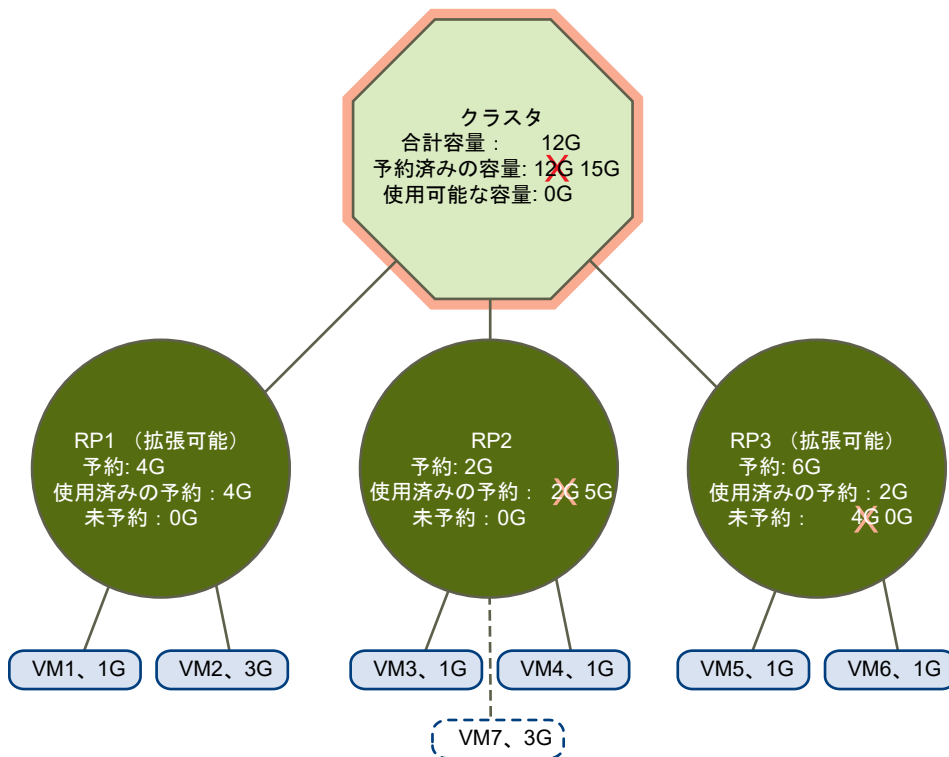 クラスタ
合計容量： 12G
予約済みの容量: 12G 15G
使用可能な容量: 0G
RP1 （拡張可能）
予約: 4G
使用済みの予約：4G
未予約：0G
RP2
予約: 2G
使用済みの予約： 2G 5G
未予約：0G
RP3 （拡張可能）
予約: 6G
使用済みの予約：2G
未予約： 4G 0G
VM1、1G
VM2、3G
VM3、1G
VM4、1G
VM5、1G
VM6、1G
VM7、3G